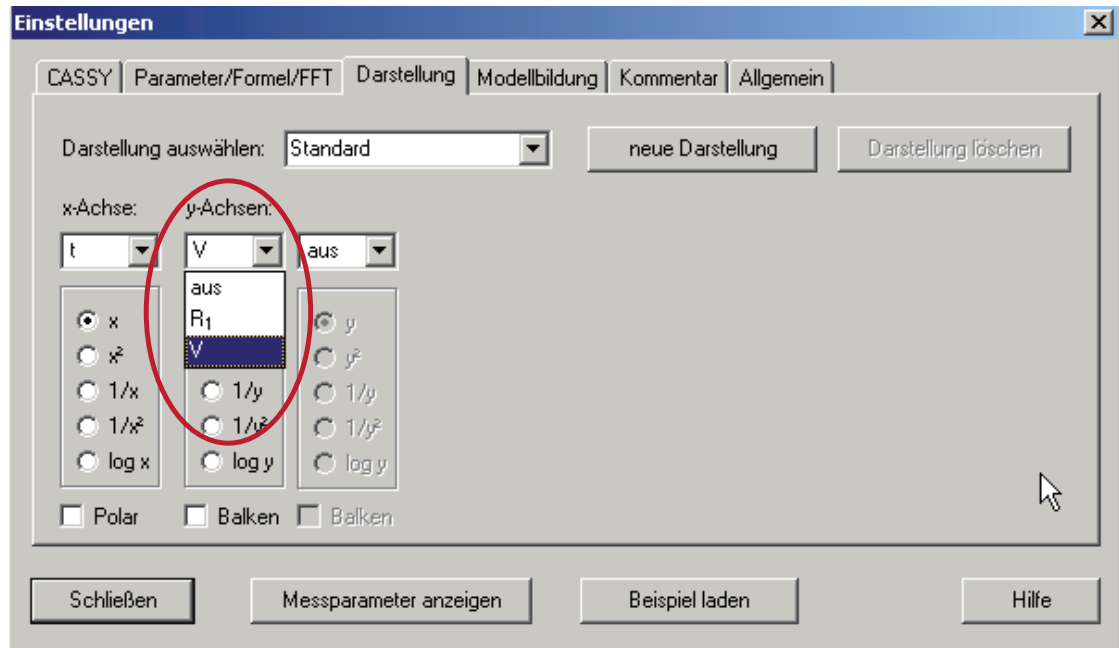 Einstellungen
CASSY Parameter/Formel/FFT Darstellung Modellbildung Kommentar Allgemein
Darstellung auswählen: Standard neue Darstellung Darstellung löschen
x-Achse: y-Achsen:
t V aus
aus
R₁
V
x y
x² y²
1/x 1/y 1/y
1/x² 1/y² 1/y²
log x log y log y
Polar Balken Balken
Schließen Messparameter anzeigen Beispiel laden Hilfe